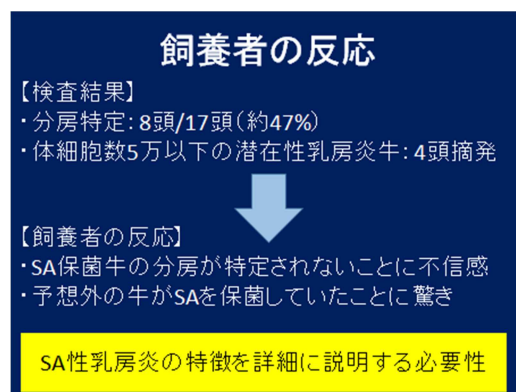 飼養者の反応
【検査結果】
・分房特定:8頭/17頭(約47%)
・体細胞数5万以下の潜在性乳房炎牛:4頭摘発
【飼養者の反応】
・SA保菌牛の分房が特定されないことに不信感
・予想外の牛がSAを保菌していたことに驚き
SA性乳房炎の特徴を詳細に説明する必要性